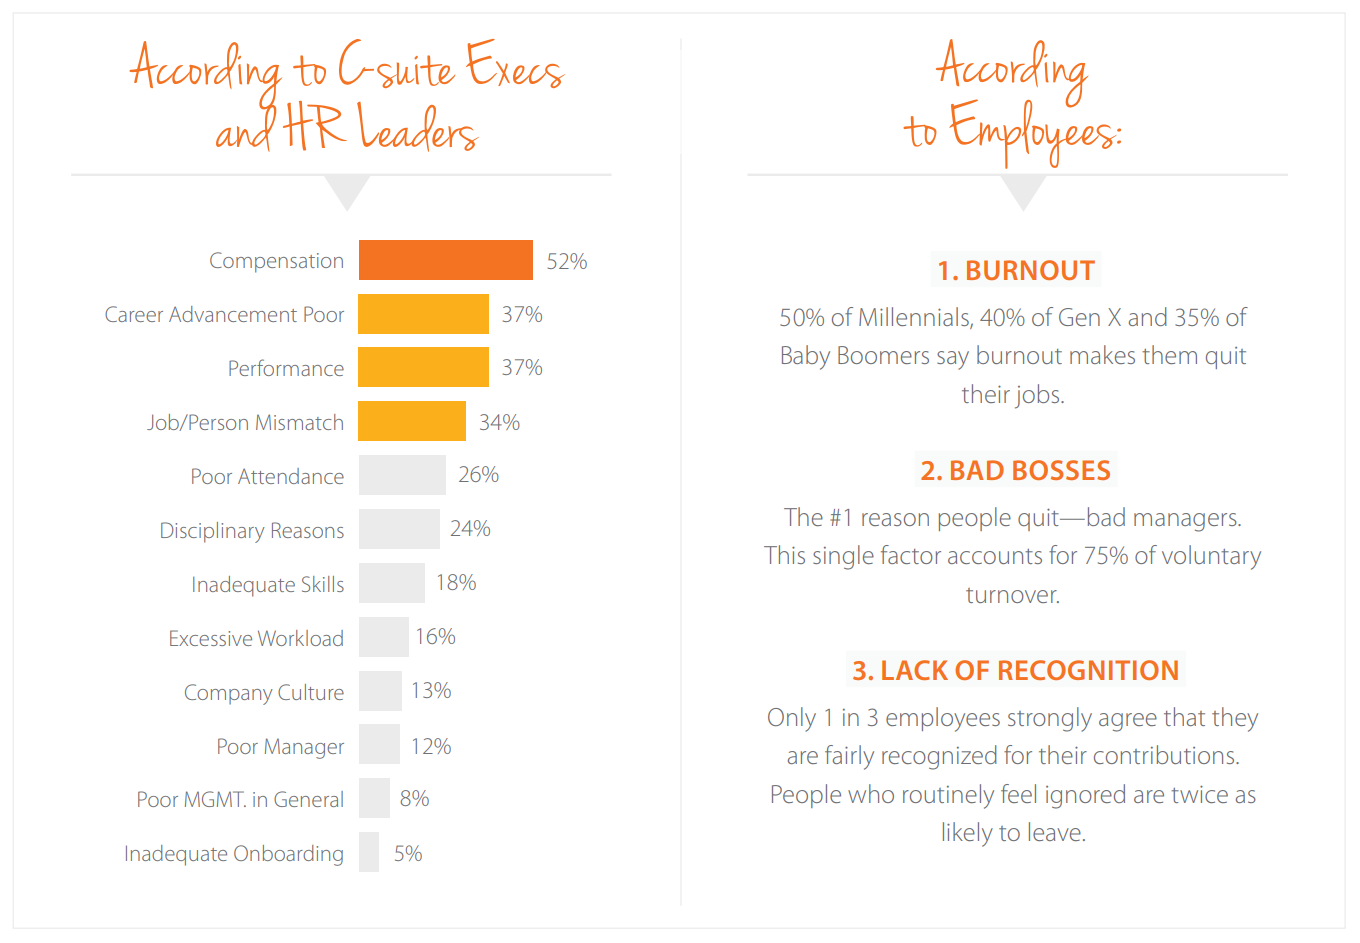 According to C-suite Execs
and HR Leaders
Compensation 52%
Career Advancement Poor 37%
Performance 37%
Job/Person Mismatch 34%
Poor Attendance 26%
Disciplinary Reasons 24%
Inadequate Skills 18%
Excessive Workload 16%
Company Culture 13%
Poor Manager 12%
Poor MGMT. in General 8%
Inadequate Onboarding 5%
According
to Employees:
1. BURNOUT
50% of Millennials, 40% of Gen X and 35% of
Baby Boomers say burnout makes them quit
their jobs.
2. BAD BOSSES
The #1 reason people quit—bad managers.
This single factor accounts for 75% of voluntary
turnover.
3. LACK OF RECOGNITION
Only 1 in 3 employees strongly agree that they
are fairly recognized for their contributions.
People who routinely feel ignored are twice as
likely to leave.